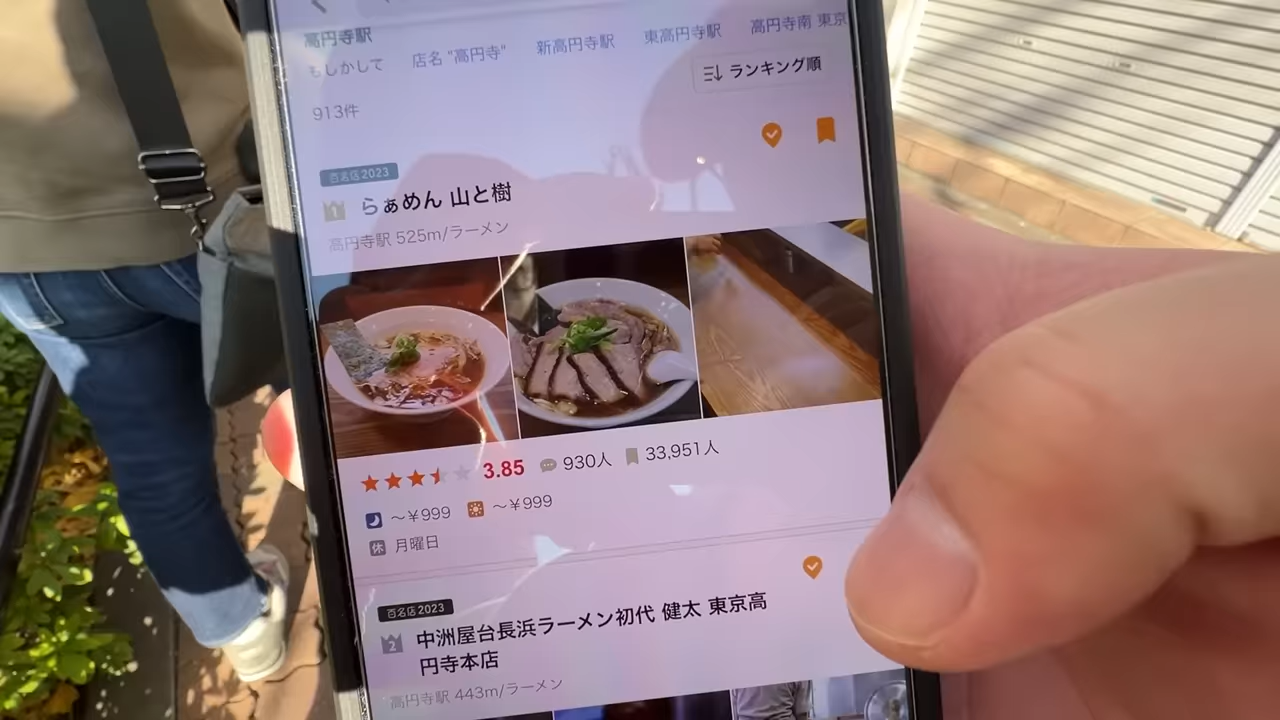 高円寺駅
もしかして 店名 "高円寺" 新高円寺駅 東高円寺駅 高円寺南 東京
ランキング順
913件
百名店2023
1 らぁめん 山と樹
高円寺駅 525m/ラーメン
3.85 930人 33,951人
～￥999 ～￥999
休 月曜日
百名店2023
2 中洲屋台長浜ラーメン初代 健太 東京高
円寺本店
高円寺駅 443m/ラーメン